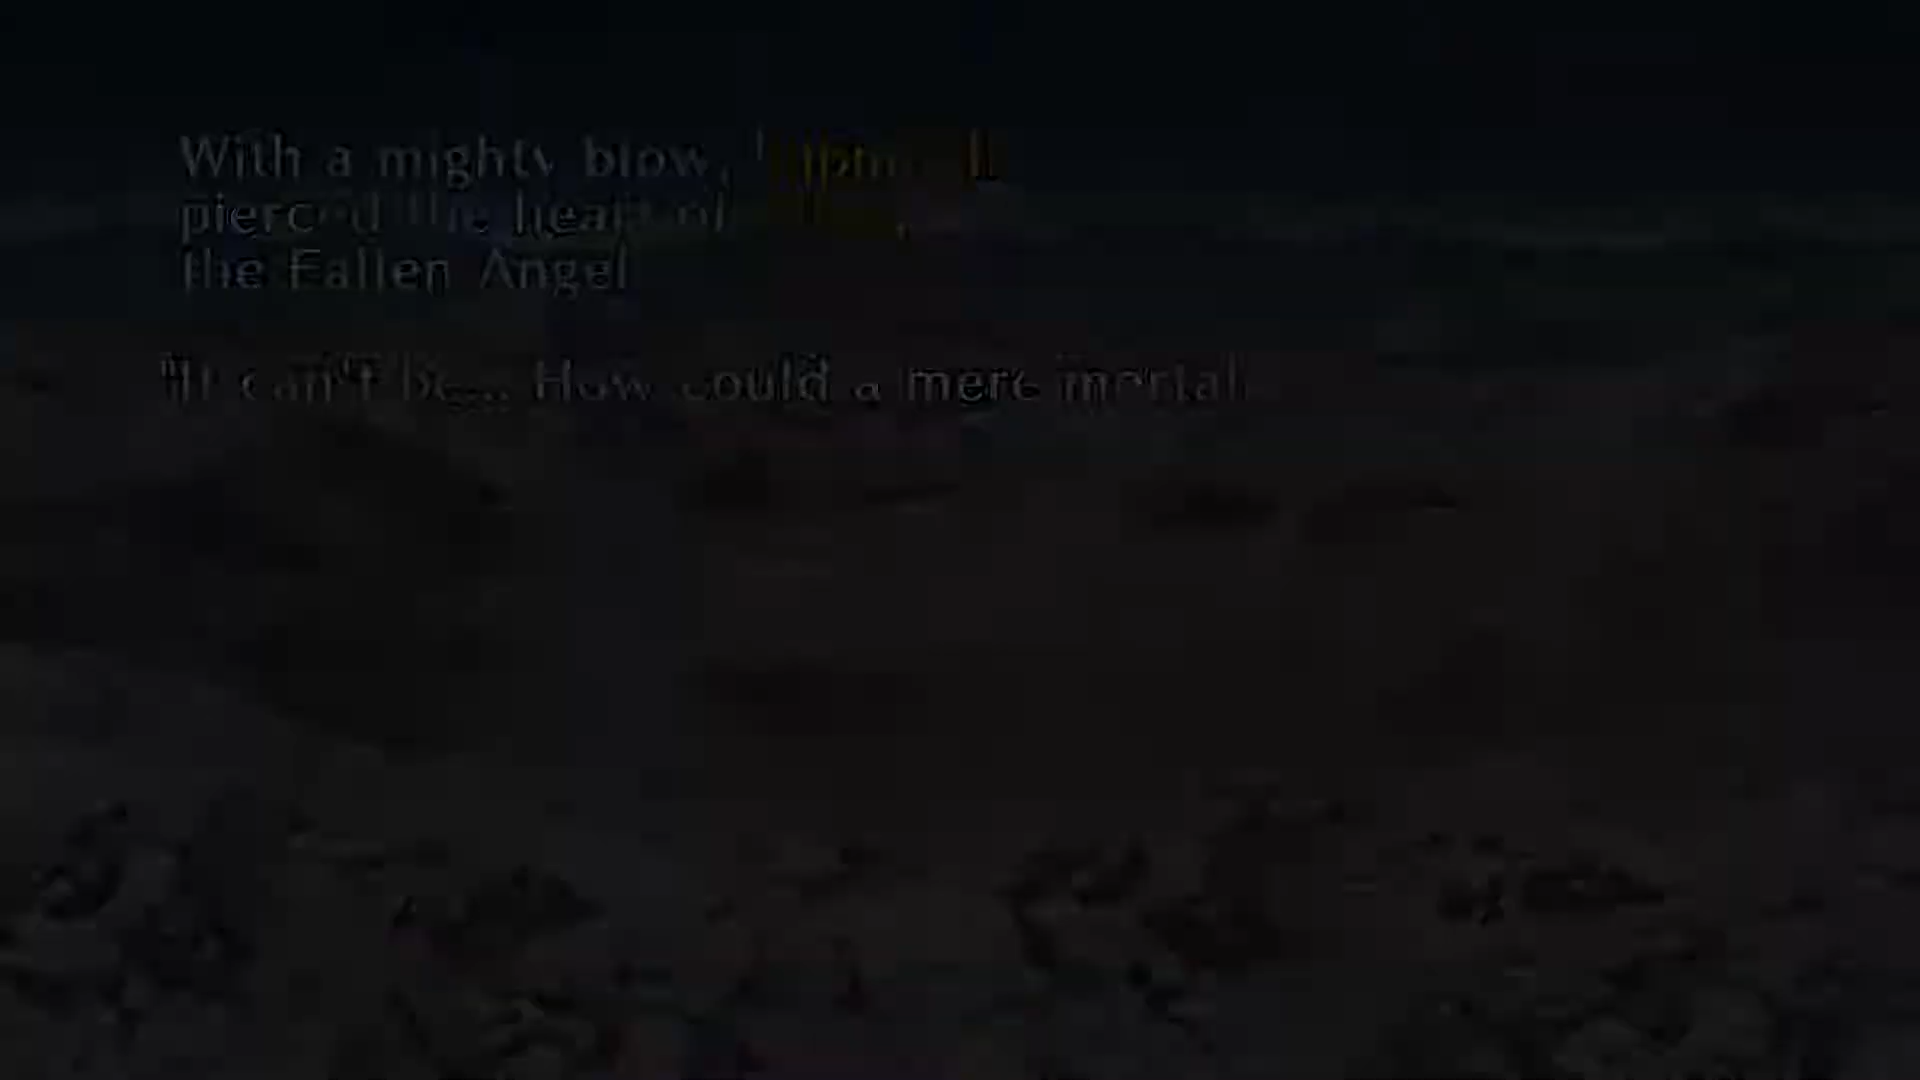 With a mighty blow,
pierced the heart of
the Fallen Angel
"It can't be... How could a mere mortal